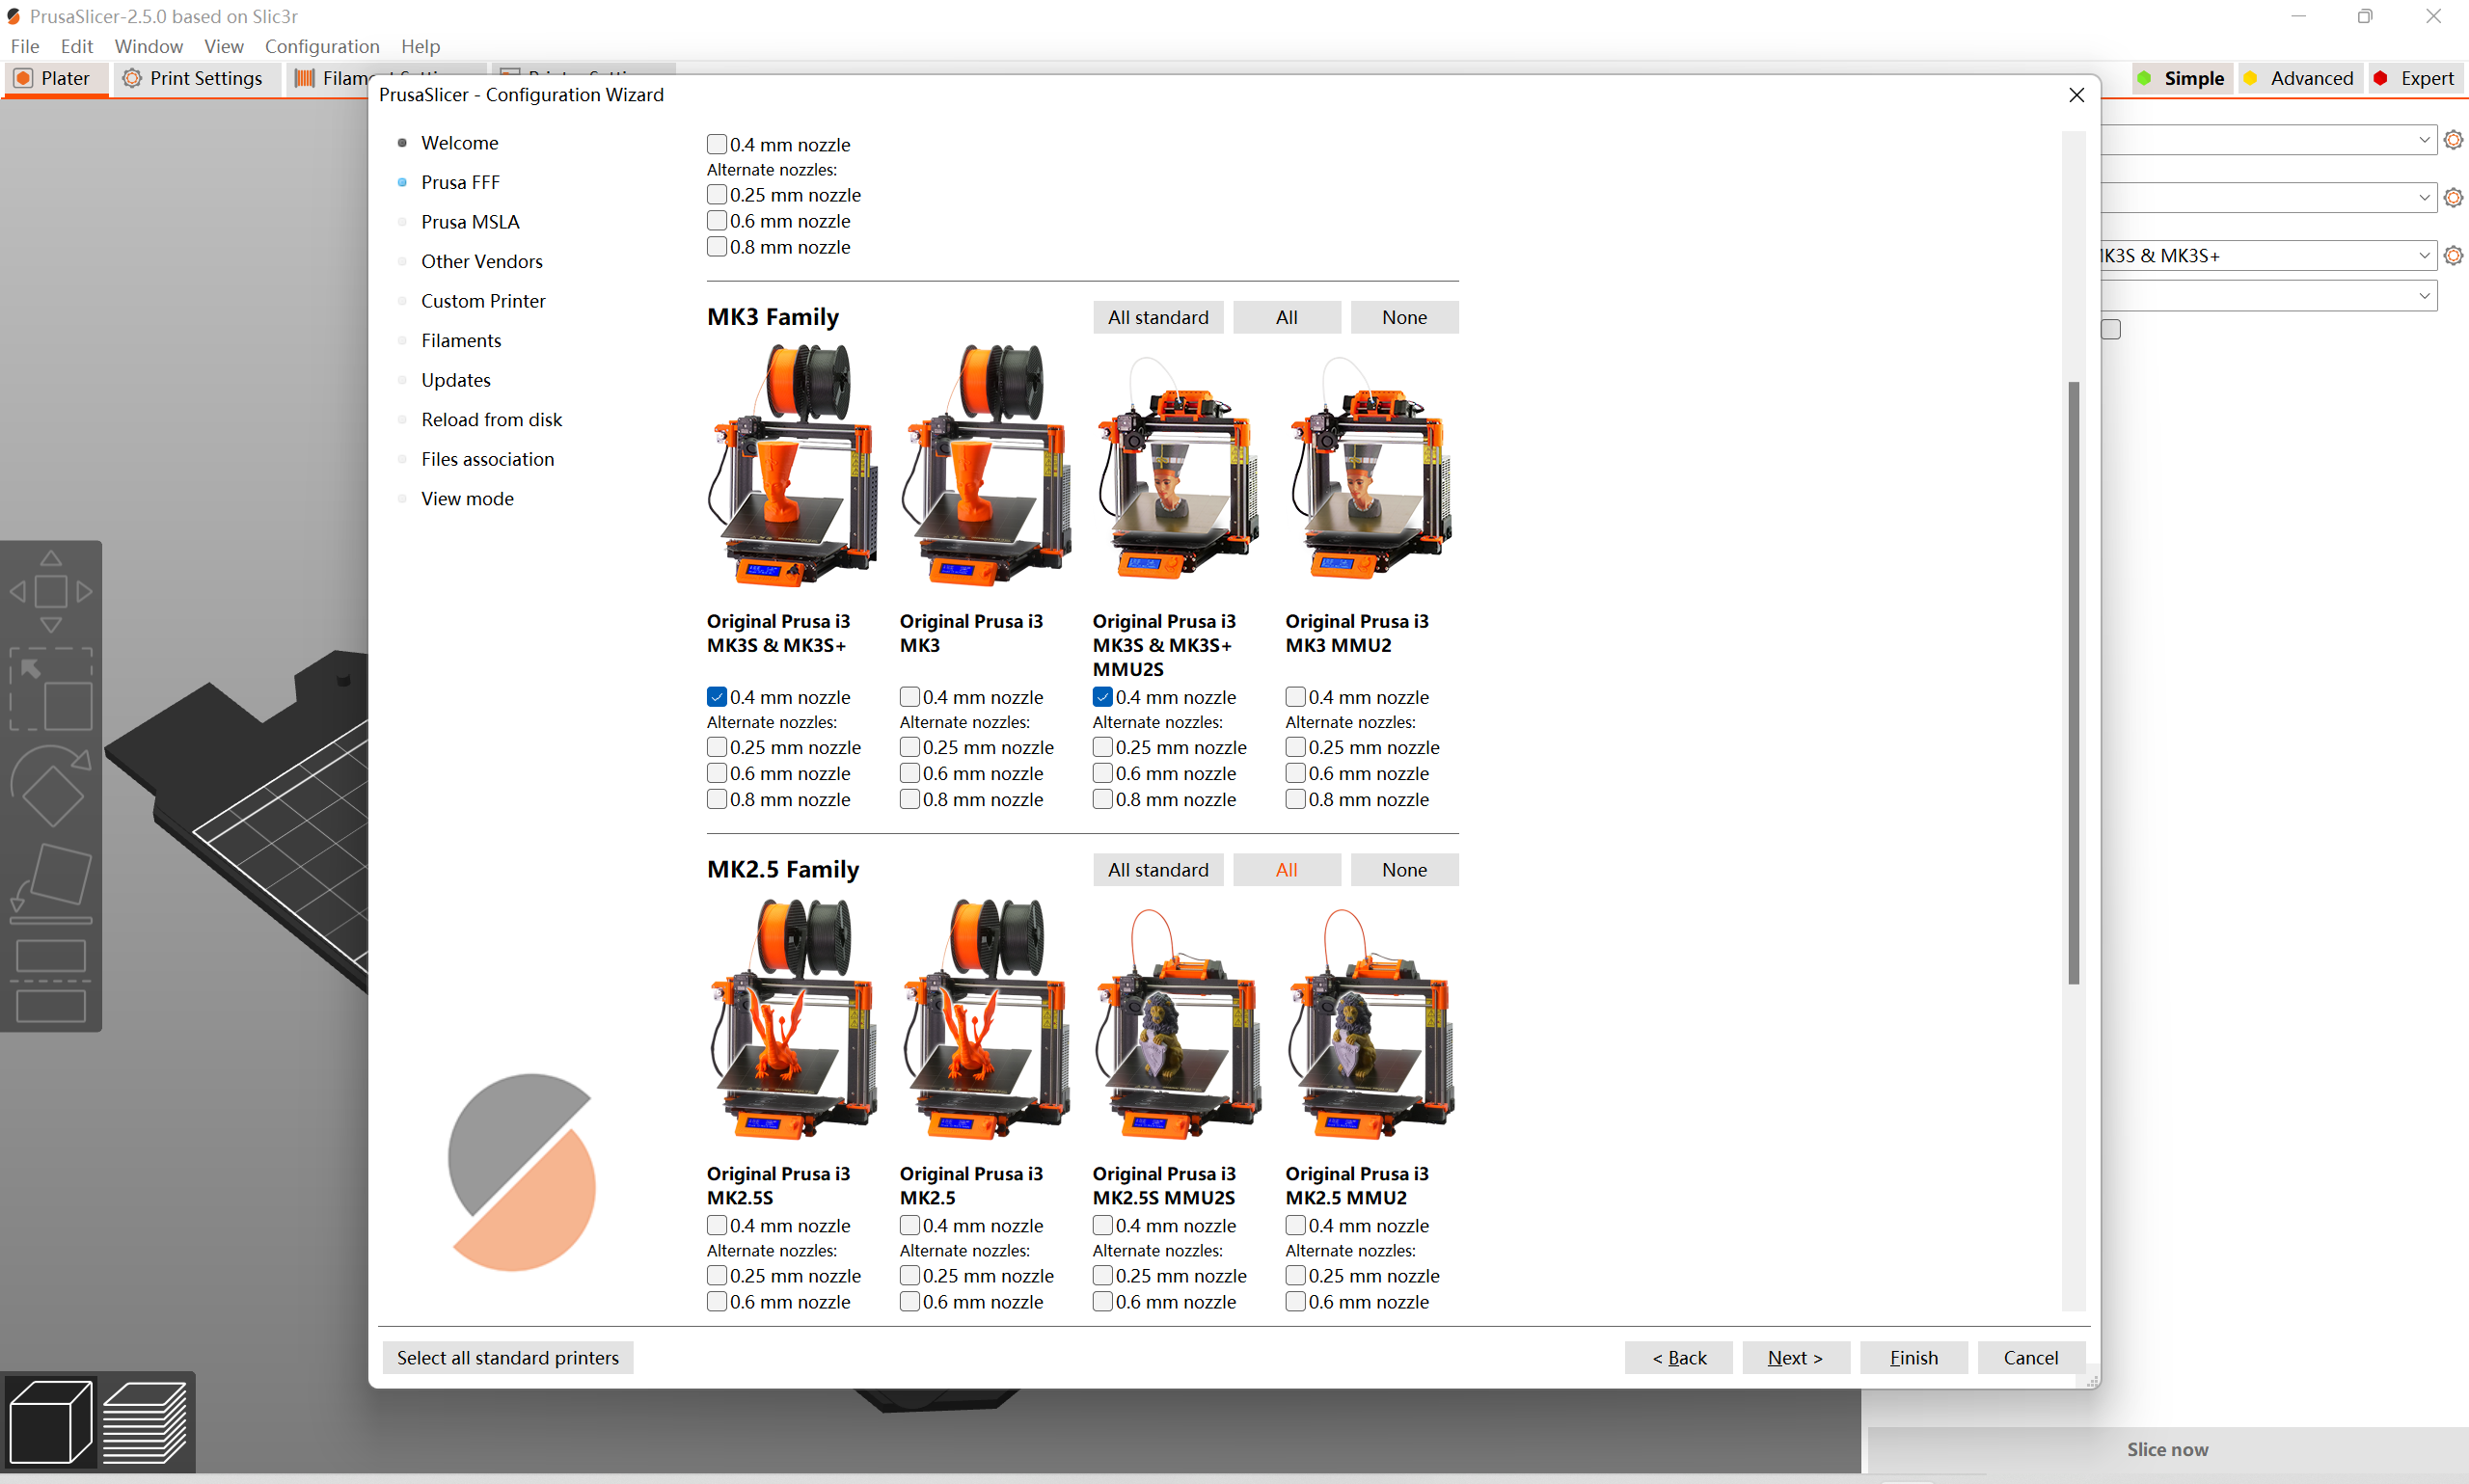 PrusaSlicer-2.5.0 based on Slic3r
File Edit Window View Configuration Help
Plater Print Settings
Simple Advanced Expert
PrusaSlicer - Configuration Wizard
Welcome
Prusa FFF
Prusa MSLA
Other Vendors
Custom Printer
Filaments
Updates
Reload from disk
Files association
View mode
0.4 mm nozzle
Alternate nozzles:
0.25 mm nozzle
0.6 mm nozzle
0.8 mm nozzle
MK3 Family All standard All None
Original Prusa i3 Original Prusa i3 Original Prusa i3 Original Prusa i3
MK3S & MK3S+ MK3 MK3S & MK3S+ MK3 MMU2
MMU2S
0.4 mm nozzle 0.4 mm nozzle 0.4 mm nozzle 0.4 mm nozzle
Alternate nozzles: Alternate nozzles: Alternate nozzles: Alternate nozzles:
0.25 mm nozzle 0.25 mm nozzle 0.25 mm nozzle 0.25 mm nozzle
0.6 mm nozzle 0.6 mm nozzle 0.6 mm nozzle 0.6 mm nozzle
0.8 mm nozzle 0.8 mm nozzle 0.8 mm nozzle 0.8 mm nozzle
MK2.5 Family All standard All None
Original Prusa i3 Original Prusa i3 Original Prusa i3 Original Prusa i3
MK2.5S MK2.5 MK2.5S MMU2S MK2.5 MMU2
0.4 mm nozzle 0.4 mm nozzle 0.4 mm nozzle 0.4 mm nozzle
Alternate nozzles: Alternate nozzles: Alternate nozzles: Alternate nozzles:
0.25 mm nozzle 0.25 mm nozzle 0.25 mm nozzle 0.25 mm nozzle
0.6 mm nozzle 0.6 mm nozzle 0.6 mm nozzle 0.6 mm nozzle
Select all standard printers < Back Next > Finish Cancel
K3S & MK3S+
Slice now